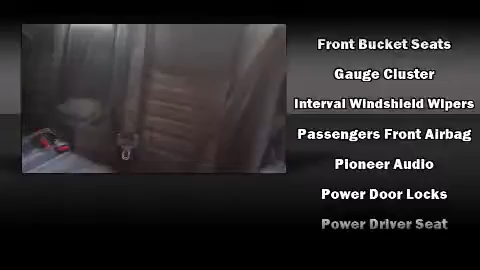 Front Bucket Seats
Gauge Cluster
Interval Windshield Wipers
Passengers Front Airbag
Pioneer Audio
Power Door Locks
Power Driver Seat